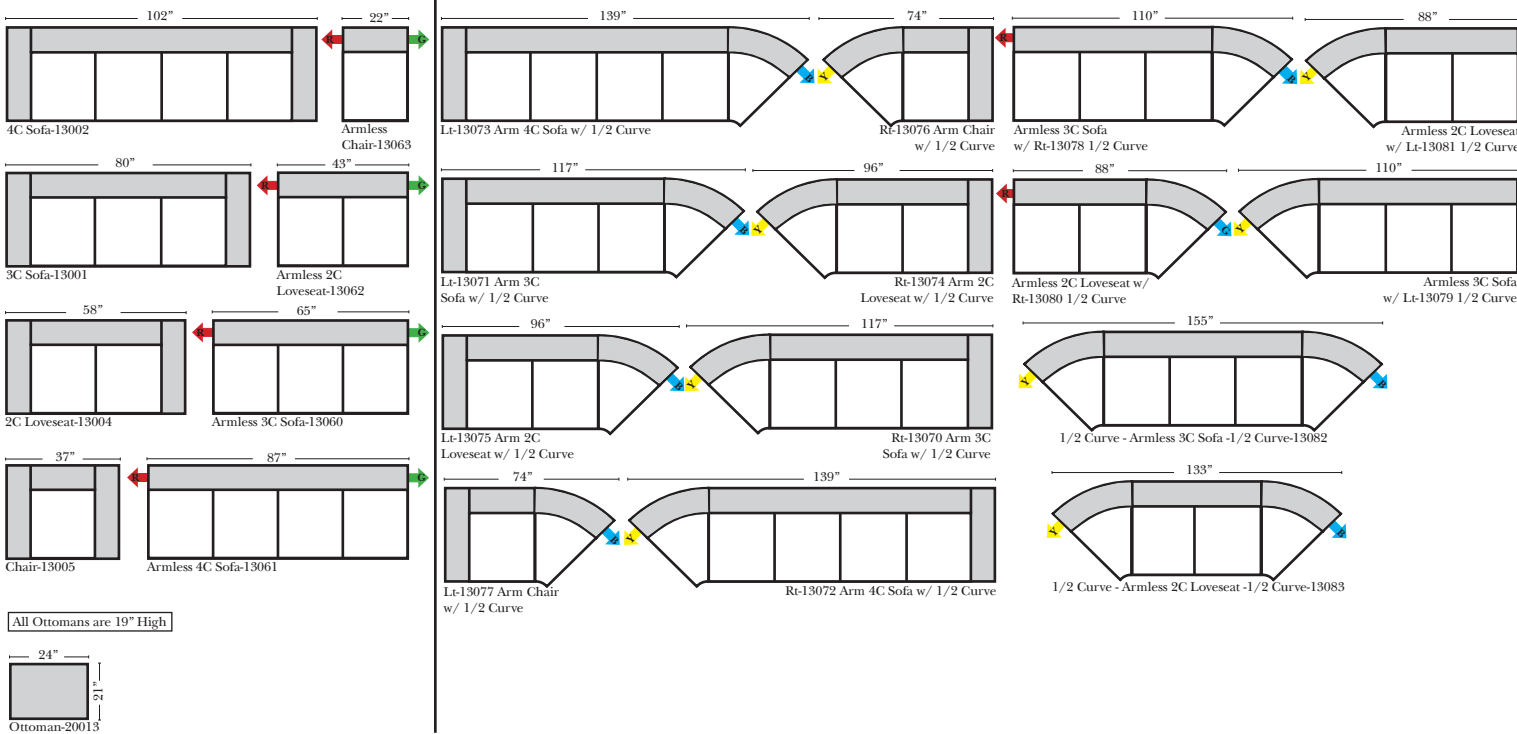 102”
22”
R
G
4C Sofa-13002
Armless
Chair-13063
80”
43”
R
G
3C Sofa-13001
Armless 2C
Loveseat-13062
58”
65”
R
G
2C Loveseat-13004
Armless 3C Sofa-13060
37”
87”
R
G
Chair-13005
Armless 4C Sofa-13061
All Ottomans are 19” High
24”
21”
Ottoman-20013
139”
74”
B
Y
Lt-13073 Arm 4C Sofa w/ 1/2 Curve
Rt-13076 Arm Chair
w/ 1/2 Curve
117”
96”
B
Y
Lt-13071 Arm 3C
Sofa w/ 1/2 Curve
Rt-13074 Arm 2C
Loveseat w/ 1/2 Curve
96”
117”
B
Y
Lt-13075 Arm 2C
Loveseat w/ 1/2 Curve
Rt-13070 Arm 3C
Sofa w/ 1/2 Curve
74”
139”
B
Y
Lt-13077 Arm Chair
w/ 1/2 Curve
Rt-13072 Arm 4C Sofa w/ 1/2 Curve
110”
88”
R
B
Y
Armless 3C Sofa
w/ Rt-13078 1/2 Curve
Armless 2C Loveseat
w/ Lt-13081 1/2 Curve
88”
110”
R
C
Y
Armless 2C Loveseat w/
Rt-13080 1/2 Curve
Armless 3C Sofa
w/ Lt-13079 1/2 Curve
155”
Y
B
1/2 Curve - Armless 3C Sofa -1/2 Curve-13082
133”
Y
B
1/2 Curve - Armless 2C Loveseat -1/2 Curve-13083